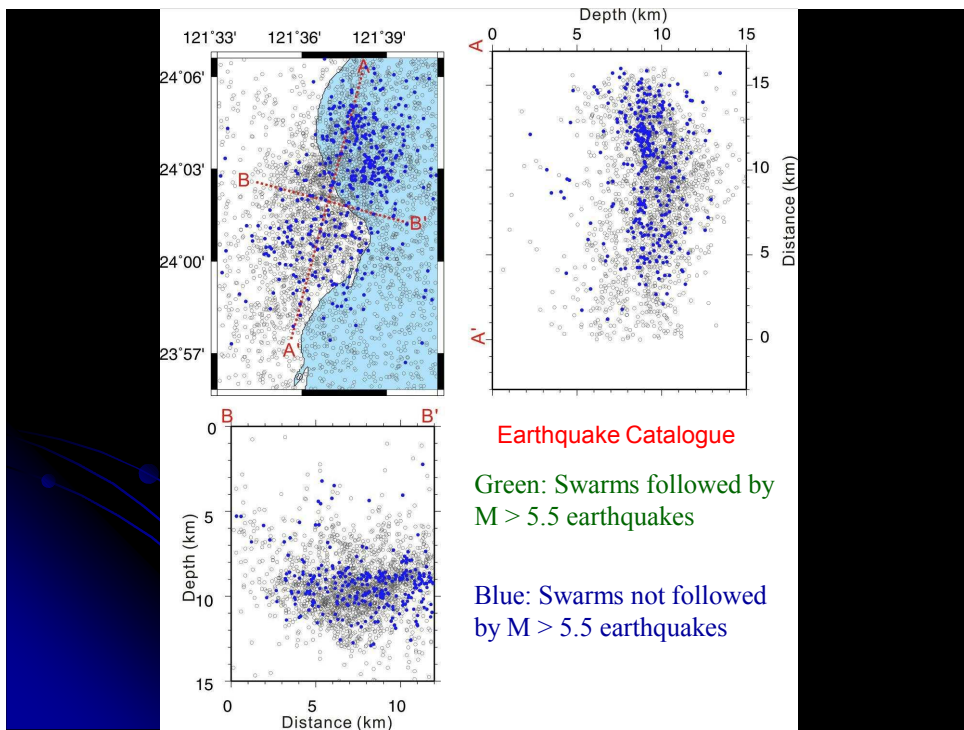 121˚33' 121˚36' 121˚39'
24˚06'
24˚03'
24˚00'
23˚57'
A
B
B'
A'
Depth (km)
0 5 10 15
A
15
10
5
0
Distance (km)
A'
B B'
0
5
10
15
Depth (km)
0 5 10
Distance (km)
Earthquake Catalogue
Green: Swarms followed by
M > 5.5 earthquakes
Blue: Swarms not followed
by M > 5.5 earthquakes